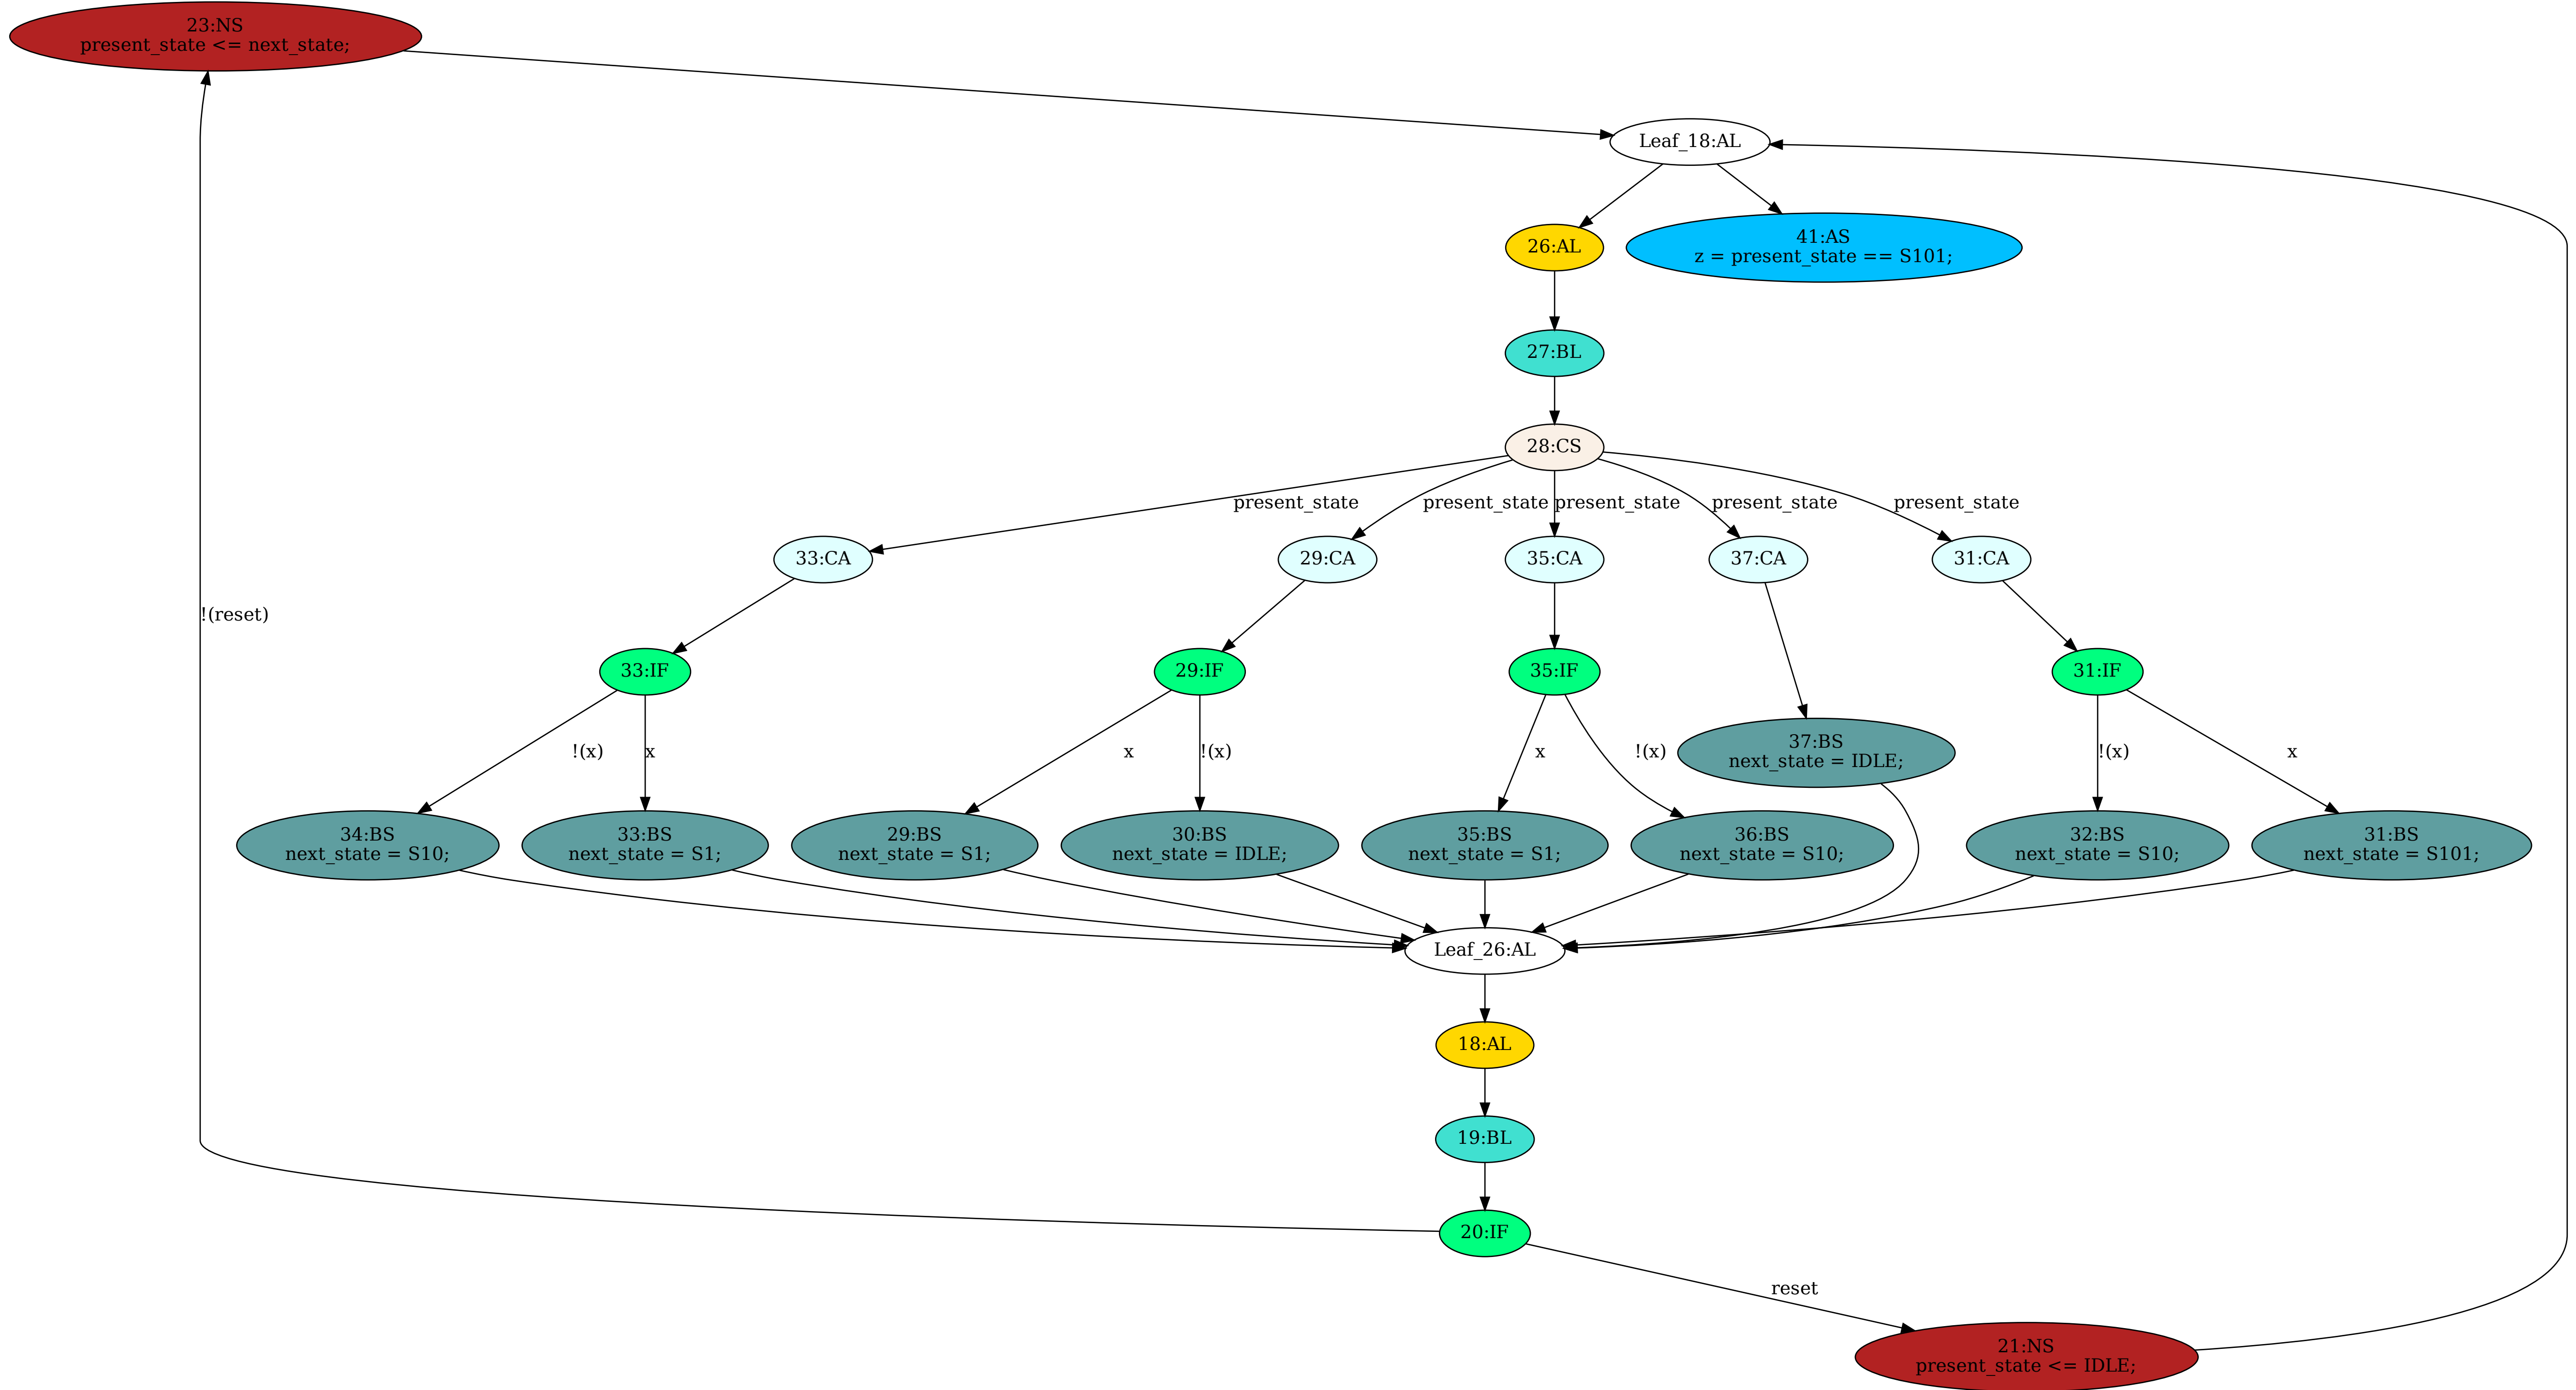 23:NS
present_state <= next_state;
Leaf_18:AL
26:AL
41:AS
z = present_state == S101;
27:BL
28:CS
present_state
present_state
present_state
present_state
present_state
33:CA
29:CA
35:CA
37:CA
31:CA
!(reset)
33:IF
29:IF
35:IF
31:IF
37:BS
next_state = IDLE;
!(x)
x
x
!(x)
x
!(x)
!(x)
x
34:BS
next_state = S10;
33:BS
next_state = S1;
29:BS
next_state = S1;
30:BS
next_state = IDLE;
35:BS
next_state = S1;
36:BS
next_state = S10;
32:BS
next_state = S10;
31:BS
next_state = S101;
Leaf_26:AL
18:AL
19:BL
20:IF
reset
21:NS
present_state <= IDLE;